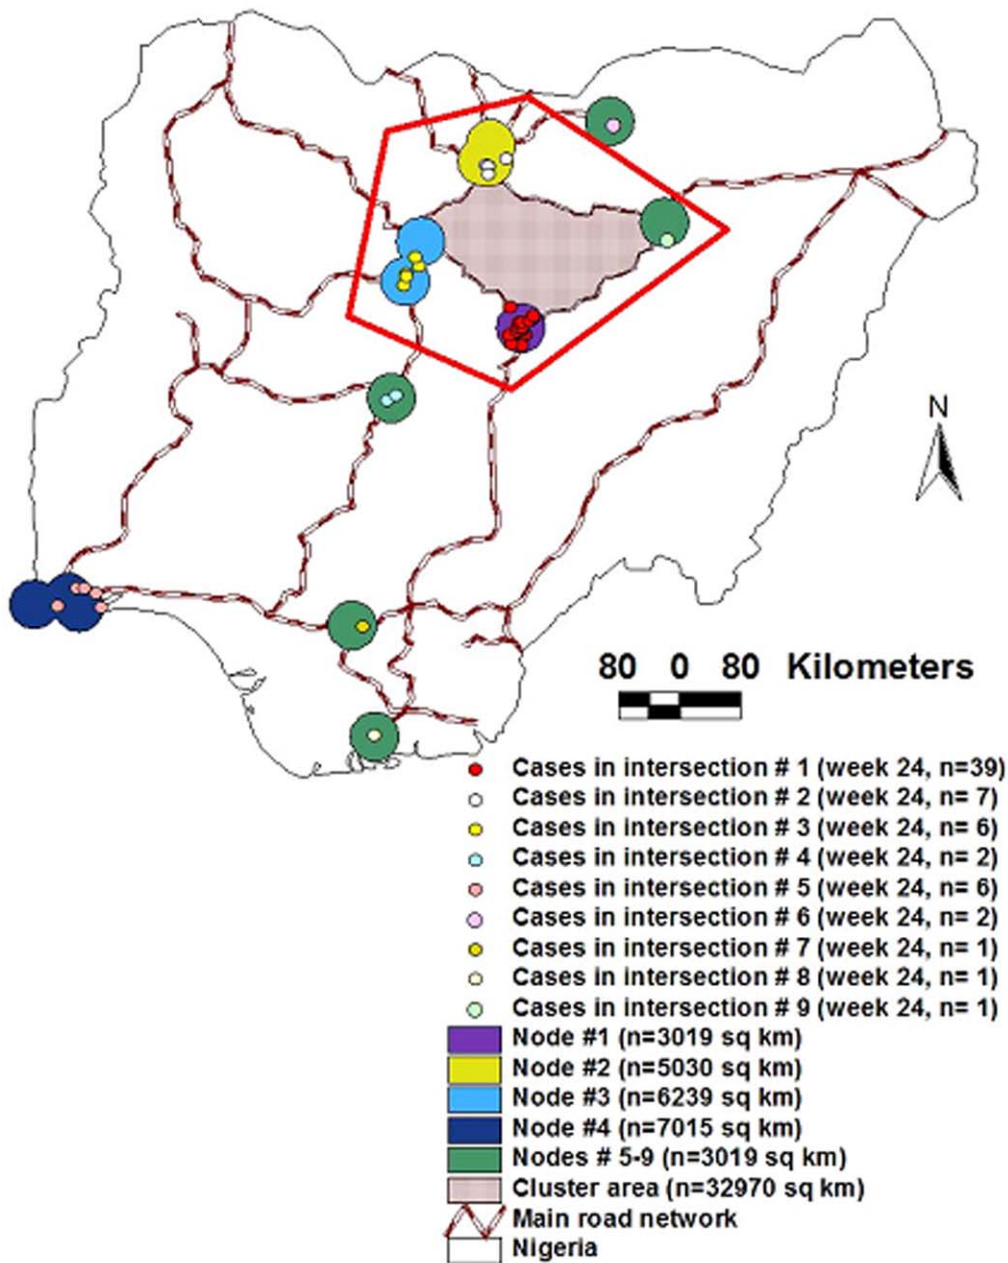 N
80 0 80 Kilometers
Cases in intersection # 1 (week 24, n=39)
Cases in intersection # 2 (week 24, n= 7)
Cases in intersection # 3 (week 24, n= 6)
Cases in intersection # 4 (week 24, n= 2)
Cases in intersection # 5 (week 24, n= 6)
Cases in intersection # 6 (week 24, n= 2)
Cases in intersection # 7 (week 24, n= 1)
Cases in intersection # 8 (week 24, n= 1)
Cases in intersection # 9 (week 24, n= 1)
Node #1 (n=3019 sq km)
Node #2 (n=5030 sq km)
Node #3 (n=6239 sq km)
Node #4 (n=7015 sq km)
Nodes # 5-9 (n=3019 sq km)
Cluster area (n=32970 sq km)
Main road network
Nigeria